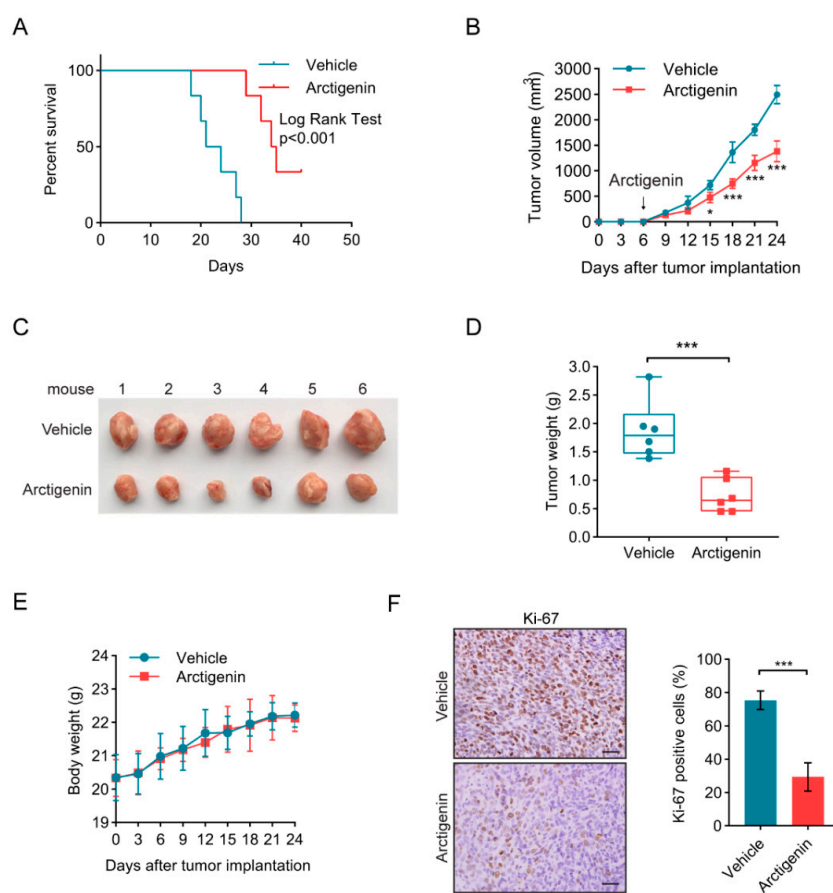 A
Vehicle
Arctigenin
Log Rank Test
p<0.001
Percent survival
100
50
0
0 10 20 30 40 50
Days
B
Vehicle
Arctigenin
Tumor volume (mm³)
3000
2500
2000
1500
1000
500
0
Arctigenin
* *** *** ***
0 3 6 9 12 15 18 21 24
Days after tumor implantation
C
mouse 1 2 3 4 5 6
Vehicle
Arctigenin
D
***
Tumor weight (g)
3.0
2.5
2.0
1.5
1.0
0.5
0.0
Vehicle Arctigenin
E
Vehicle
Arctigenin
Body weight (g)
24
23
22
21
20
19
0 3 6 9 12 15 18 21 24
Days after tumor implantation
F
Ki-67
Vehicle
Arctigenin
***
Ki-67 positive cells (%)
80
60
40
20
0
Vehicle
Arctigenin